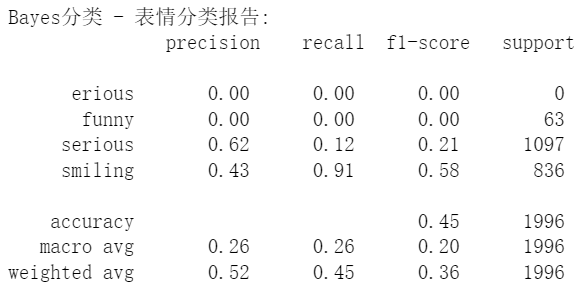 Bayes分类 - 表情分类报告:
precision recall f1-score support
erious 0.00 0.00 0.00 0
funny 0.00 0.00 0.00 63
serious 0.62 0.12 0.21 1097
smiling 0.43 0.91 0.58 836
accuracy 0.45 1996
macro avg 0.26 0.26 0.20 1996
weighted avg 0.52 0.45 0.36 1996